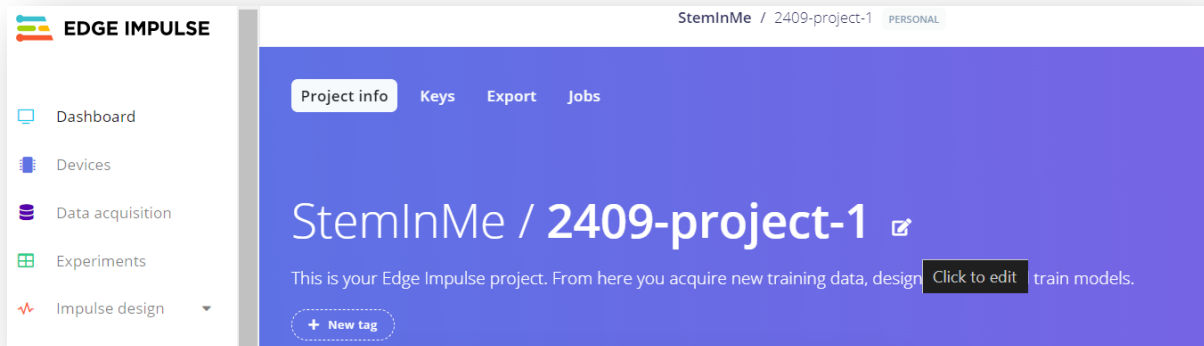 EDGE IMPULSE
StemInMe / 2409-project-1 PERSONAL
Project info Keys Export Jobs
Dashboard
Devices
Data acquisition
Experiments
Impulse design
StemInMe / 2409-project-1
This is your Edge Impulse project. From here you acquire new training data, design train models.
Click to edit
+ New tag